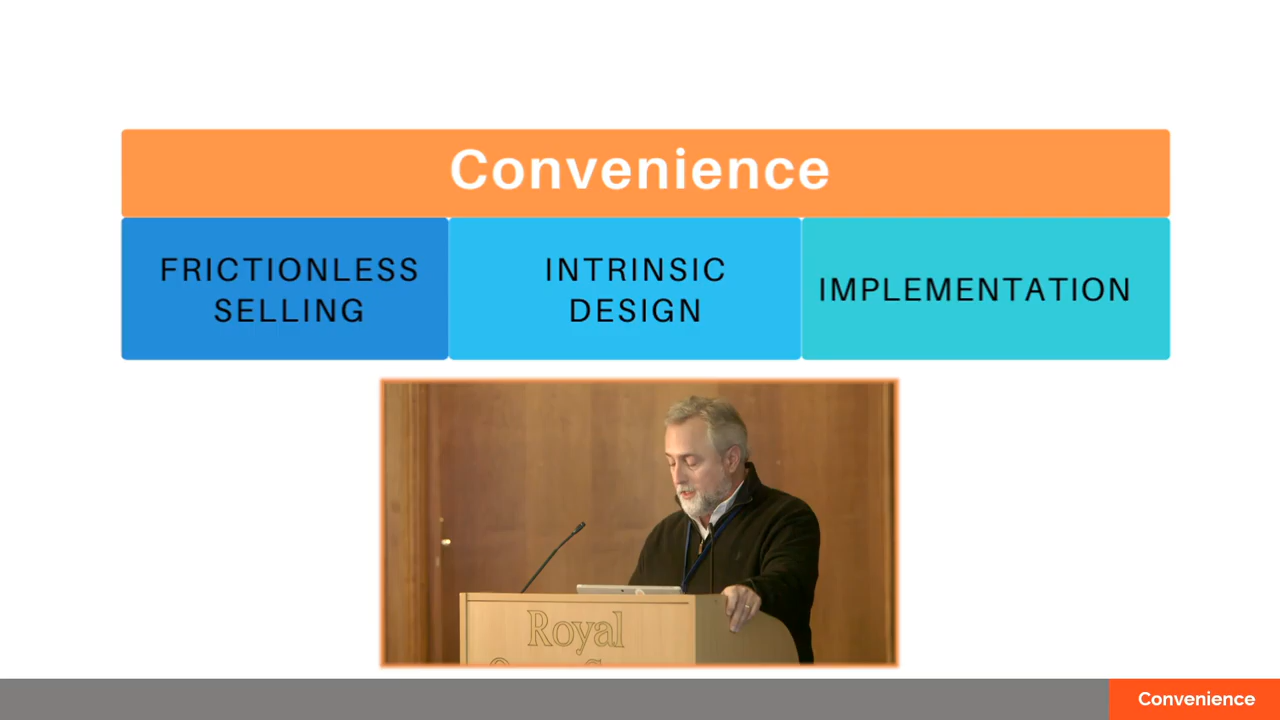 Convenience
FRICTIONLESS
SELLING
INTRINSIC
DESIGN
IMPLEMENTATION
Royal
Convenience